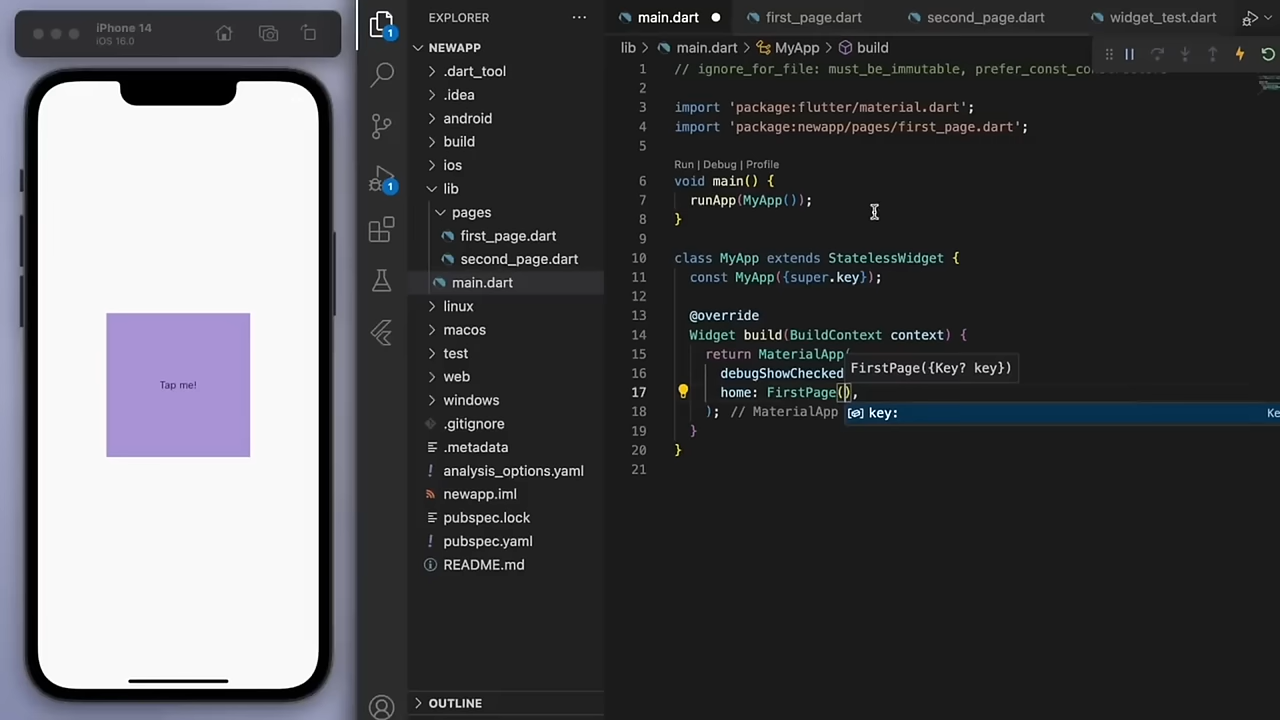 iPhone 14
iOS 16.0
Tap me!
1
1
EXPLORER
NEWAPP
.dart_tool
.idea
android
build
ios
lib
pages
first_page.dart
second_page.dart
main.dart
linux
macos
test
web
windows
.gitignore
.metadata
analysis_options.yaml
newapp.iml
pubspec.lock
pubspec.yaml
README.md
OUTLINE
main.dart first_page.dart second_page.dart widget_test.dart
lib > main.dart > MyApp > build
1 // ignore_for_file: must_be_immutable, prefer_const_
2
3 import 'package:flutter/material.dart';
4 import 'package:newapp/pages/first_page.dart';
5
Run | Debug | Profile
6 void main() {
7 runApp(MyApp());
8 }
9
10 class MyApp extends StatelessWidget {
11 const MyApp({super.key});
12
13 @override
14 Widget build(BuildContext context) {
15 return MaterialApp(
FirstPage({Key? key})
16 debugShowChecked
17 home: FirstPage(),
18 ); // MaterialApp
key: Ke
19 }
20 }
21